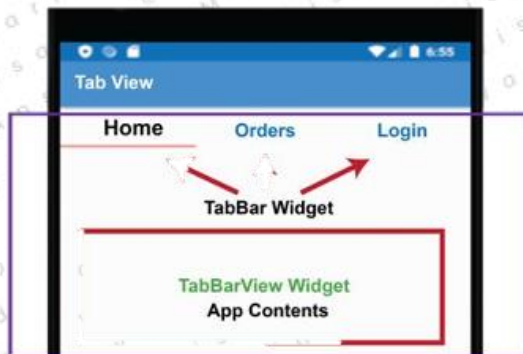 6:55
Tab View
Home Orders Login
TabBar Widget
TabBarView Widget
App Contents